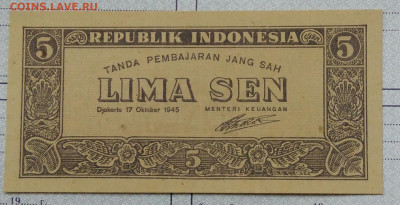 COINS.LAVE.RU
5 REPUBLIK INDONESIA 5
TANDA PEMBAJARAN JANG SAH
LIMA SEN
Djakarta 17 Oktober 1945 MENTERI KEUANGAN
5
19 г.